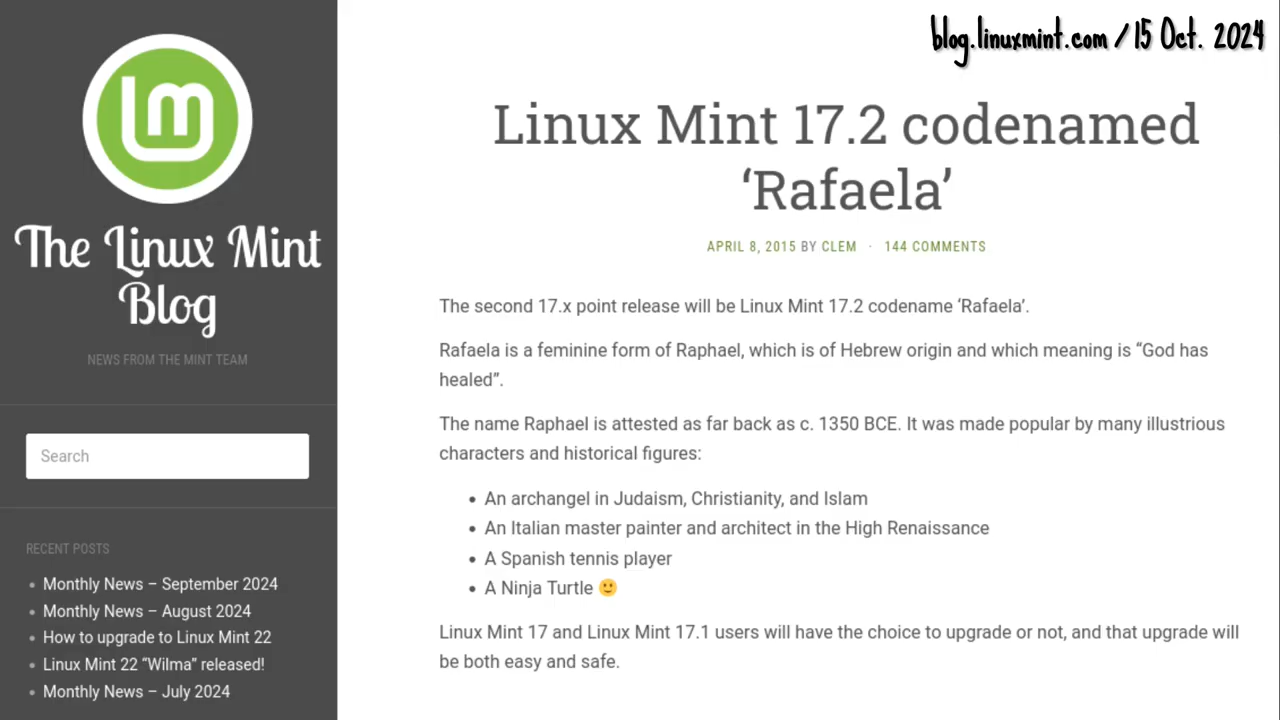 blog.linuxmint.com / 15 Oct. 2024
lm
The Linux Mint
Blog
NEWS FROM THE MINT TEAM
Search
RECENT POSTS
Monthly News – September 2024
Monthly News – August 2024
How to upgrade to Linux Mint 22
Linux Mint 22 “Wilma” released!
Monthly News – July 2024
Linux Mint 17.2 codenamed
‘Rafaela’
APRIL 8, 2015 BY CLEM · 144 COMMENTS
The second 17.x point release will be Linux Mint 17.2 codename ‘Rafaela’.
Rafaela is a feminine form of Raphael, which is of Hebrew origin and which meaning is “God has
healed”.
The name Raphael is attested as far back as c. 1350 BCE. It was made popular by many illustrious
characters and historical figures:
• An archangel in Judaism, Christianity, and Islam
• An Italian master painter and architect in the High Renaissance
• A Spanish tennis player
• A Ninja Turtle 🙂
Linux Mint 17 and Linux Mint 17.1 users will have the choice to upgrade or not, and that upgrade will
be both easy and safe.